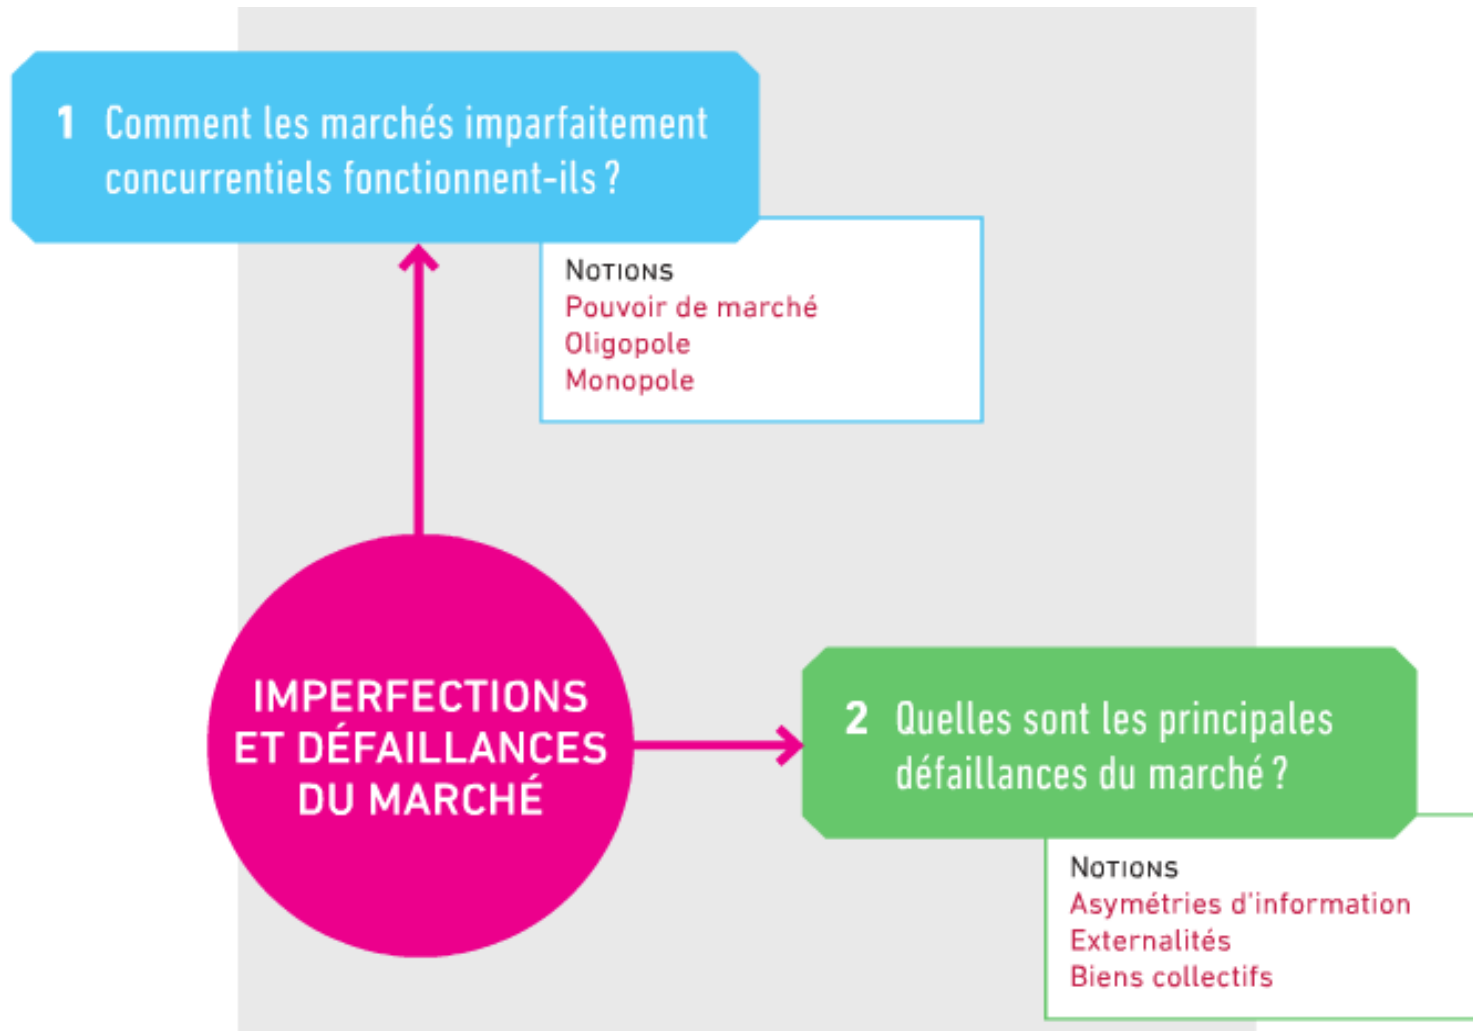 1 Comment les marchés imparfaitement
concurrentiels fonctionnent-ils ?
NOTIONS
Pouvoir de marché
Oligopole
Monopole
IMPERFECTIONS
ET DÉFAILLANCES
DU MARCHÉ
2 Quelles sont les principales
défaillances du marché ?
NOTIONS
Asymétries d'information
Externalités
Biens collectifs